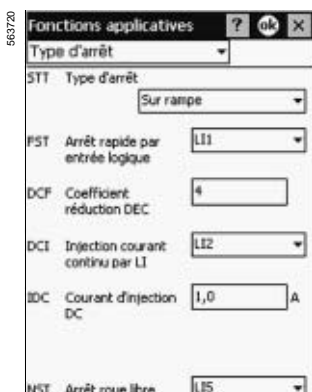 563720
Fonctions applicatives ? ok ×
Type d'arrêt
STT Type d'arrêt
Sur rampe
FST Arrêt rapide par entrée logique LI1
DCF Coefficient réduction DEC 4
DCI Injection courant continu par LI LI2
IDC Courant d'injection DC 1,0 A
NST Arrêt roue libre LI5